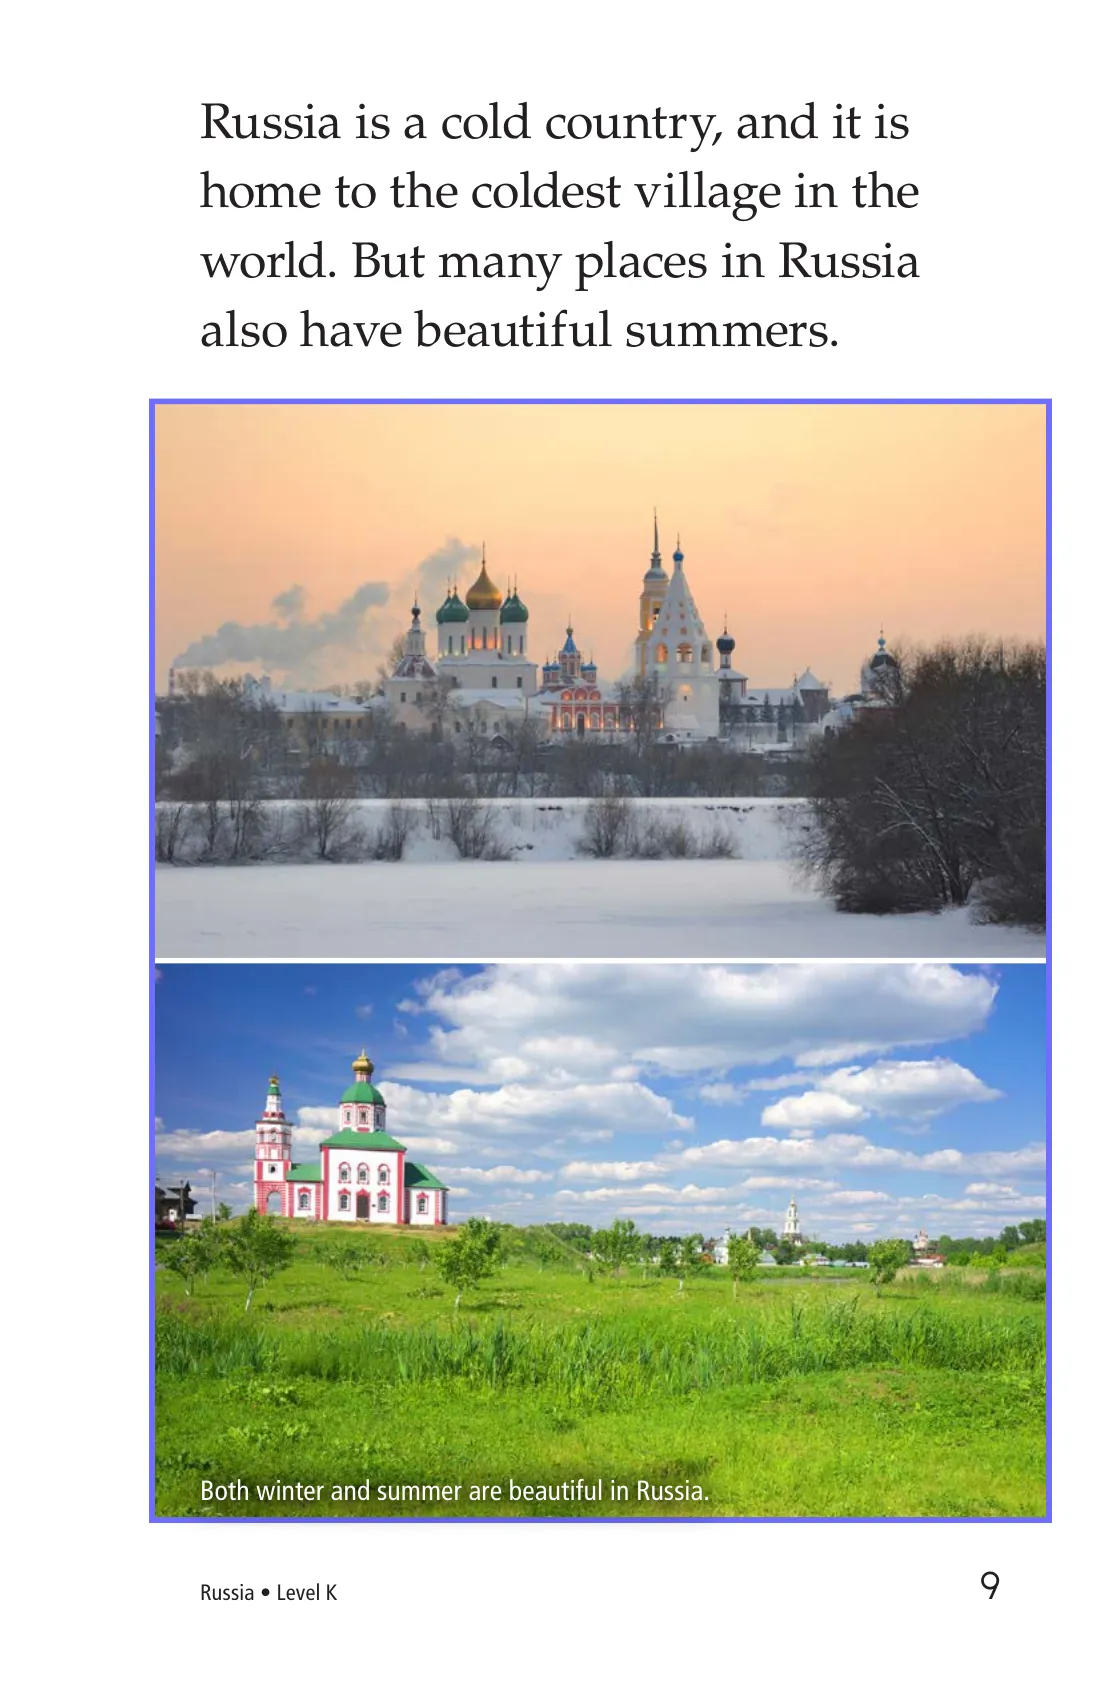 Russia is a cold country, and it is
home to the coldest village in the
world. But many places in Russia
also have beautiful summers.
Both winter and summer are beautiful in Russia.
Russia • Level K
9